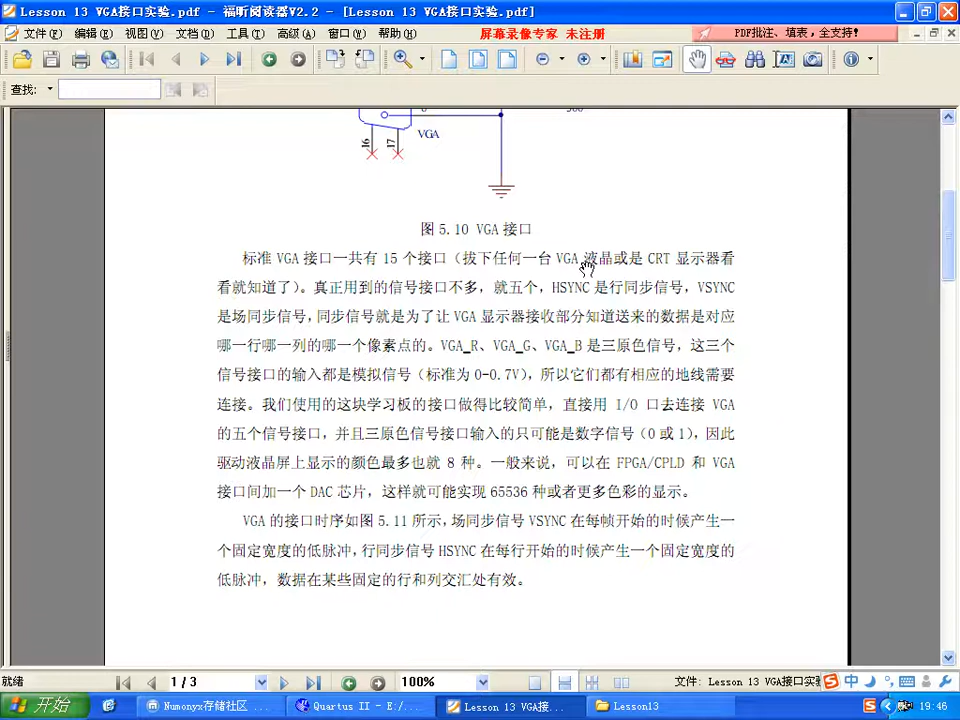 Lesson 13 VGA接口实验.pdf - 福昕阅读器V2.2 - [Lesson 13 VGA接口实验.pdf]
文件(F) 编辑(E) 视图(V) 文档(D) 工具(T) 高级(A) 窗口(W) 帮助(H) 屏幕录像专家 未注册 PDF批注、填表,全支持!
查找:
16
17
VGA
图 5.10 VGA 接口
标准 VGA 接口一共有 15 个接口（拔下任何一台 VGA 液晶或是 CRT 显示器看
看就知道了）。真正用到的信号接口不多，就五个，HSYNC 是行同步信号，VSYNC
是场同步信号，同步信号就是为了让 VGA 显示器接收部分知道送来的数据是对应
哪一行哪一列的哪一个像素点的。VGA_R、VGA_G、VGA_B 是三原色信号，这三个
信号接口的输入都是模拟信号（标准为 0-0.7V），所以它们都有相应的地线需要
连接。我们使用的这块学习板的接口做得比较简单，直接用 I/O 口去连接 VGA
的五个信号接口，并且三原色信号接口输入的只可能是数字信号（0 或 1），因此
驱动液晶屏上显示的颜色最多也就 8 种。一般来说，可以在 FPGA/CPLD 和 VGA
接口间加一个 DAC 芯片，这样就可能实现 65536 种或者更多色彩的显示。
VGA 的接口时序如图 5.11 所示，场同步信号 VSYNC 在每帧开始的时候产生一
个固定宽度的低脉冲，行同步信号 HSYNC 在每行开始的时候产生一个固定宽度的
低脉冲，数据在某些固定的行和列交汇处有效。
就绪 1 / 3 100% 文件: Lesson 13 VGA接口实验 中
开始 Numonyx存储社区 ... Quartus II - E:/... Lesson 13 VGA接... Lesson13 19:46